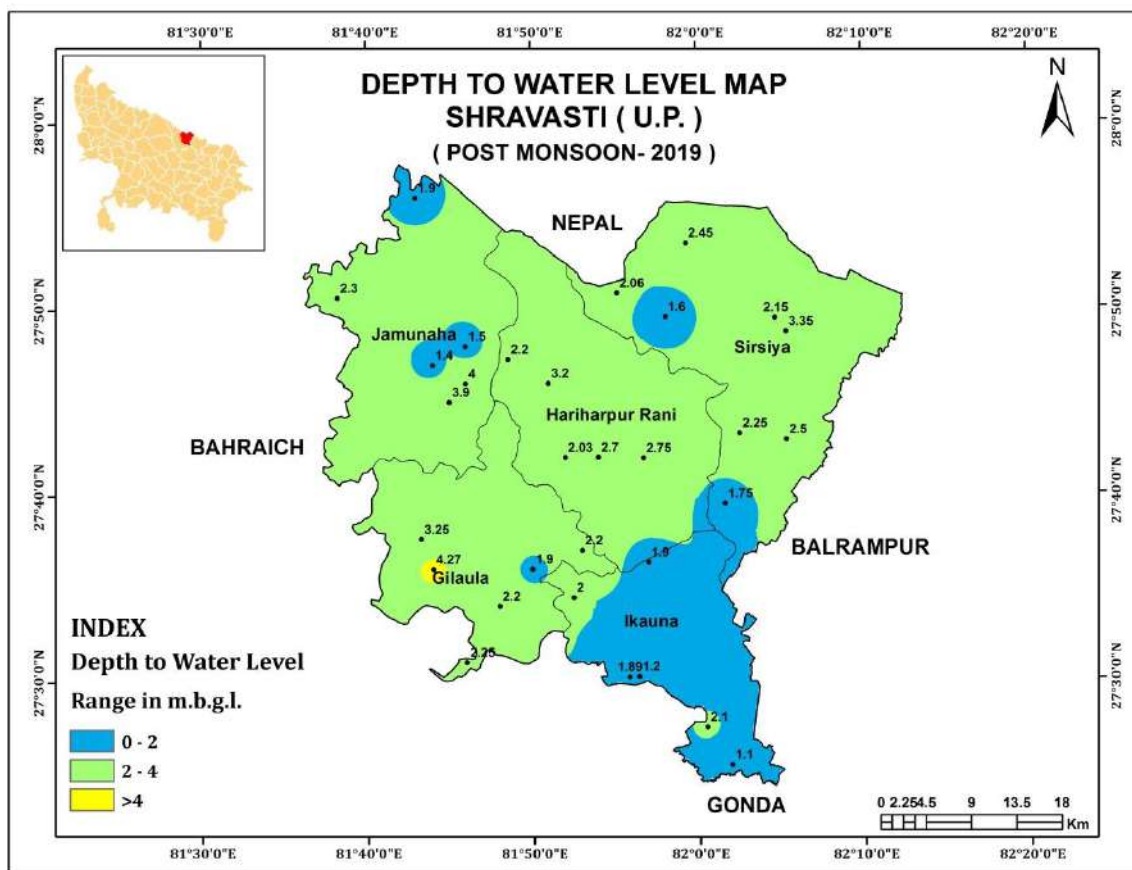 81°30'0"E 81°40'0"E 81°50'0"E 82°0'0"E 82°10'0"E 82°20'0"E
DEPTH TO WATER LEVEL MAP
SHRAVASTI ( U.P. )
( POST MONSOON- 2019 )
N
28°0'0"N 28°0'0"N
1.9
NEPAL
2.45
2.3
2.06
27°50'0"N 27°50'0"N
1.6
2.15
3.35
Jamunaha
1.5
Sirsiya
1.4
2.2
4
3.2
3.9
Hariharpur Rani
2.25
2.5
BAHRAICH
2.03 2.7 2.75
27°40'0"N 27°40'0"N
1.75
3.25
2.2
1.9
BALRAMPUR
4.27
1.9
Gilaula
2.2
2
Ikauna
INDEX
Depth to Water Level
2.25
1.89 1.2
27°30'0"N 27°30'0"N
Range in m.b.g.l.
2.1
0 - 2
1.1
2 - 4
>4
GONDA
0 2.25 4.5 9 13.5 18
Km
81°30'0"E 81°40'0"E 81°50'0"E 82°0'0"E 82°10'0"E 82°20'0"E